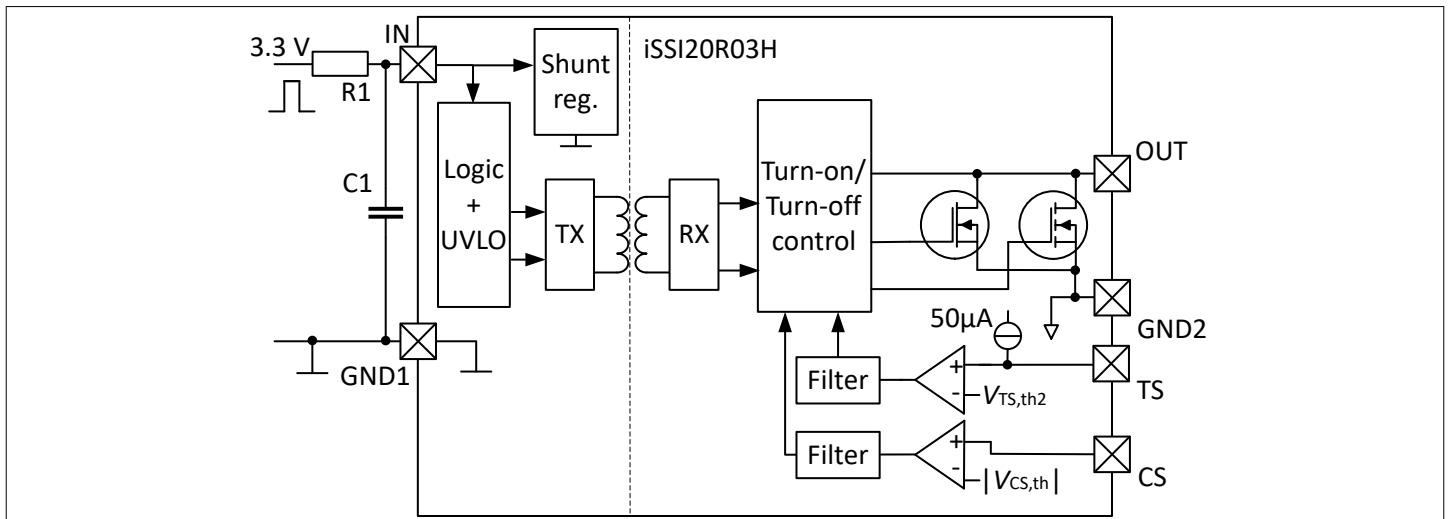 3.3 V
IN
R1
C1
GND1
Shunt
reg.
Logic
+
UVLO
TX
RX
iSSI20R03H
Turn-on/
Turn-off
control
OUT
GND2
50µA
TS
Filter
+
-
VTS,th2
Filter
+
-
|VCS,th|
CS